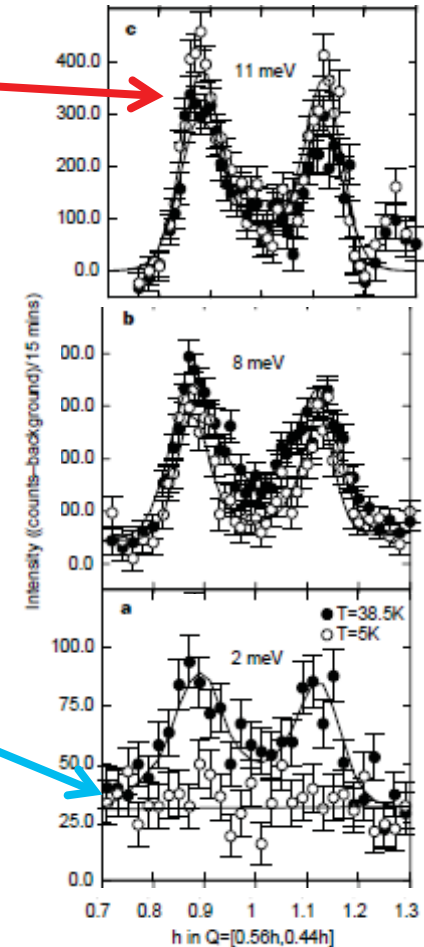 c
11 meV
400.0
300.0
200.0
100.0
0.0
Intensity ((counts–background)/15 mins)
b
8 meV
00.0
00.0
00.0
00.0
0.0
a
T=38.5K
T=5K
2 meV
100.0
75.0
50.0
25.0
0.0
0.7 0.8 0.9 1 1.1 1.2 1.3
h in Q=[0.56h,0.44h]